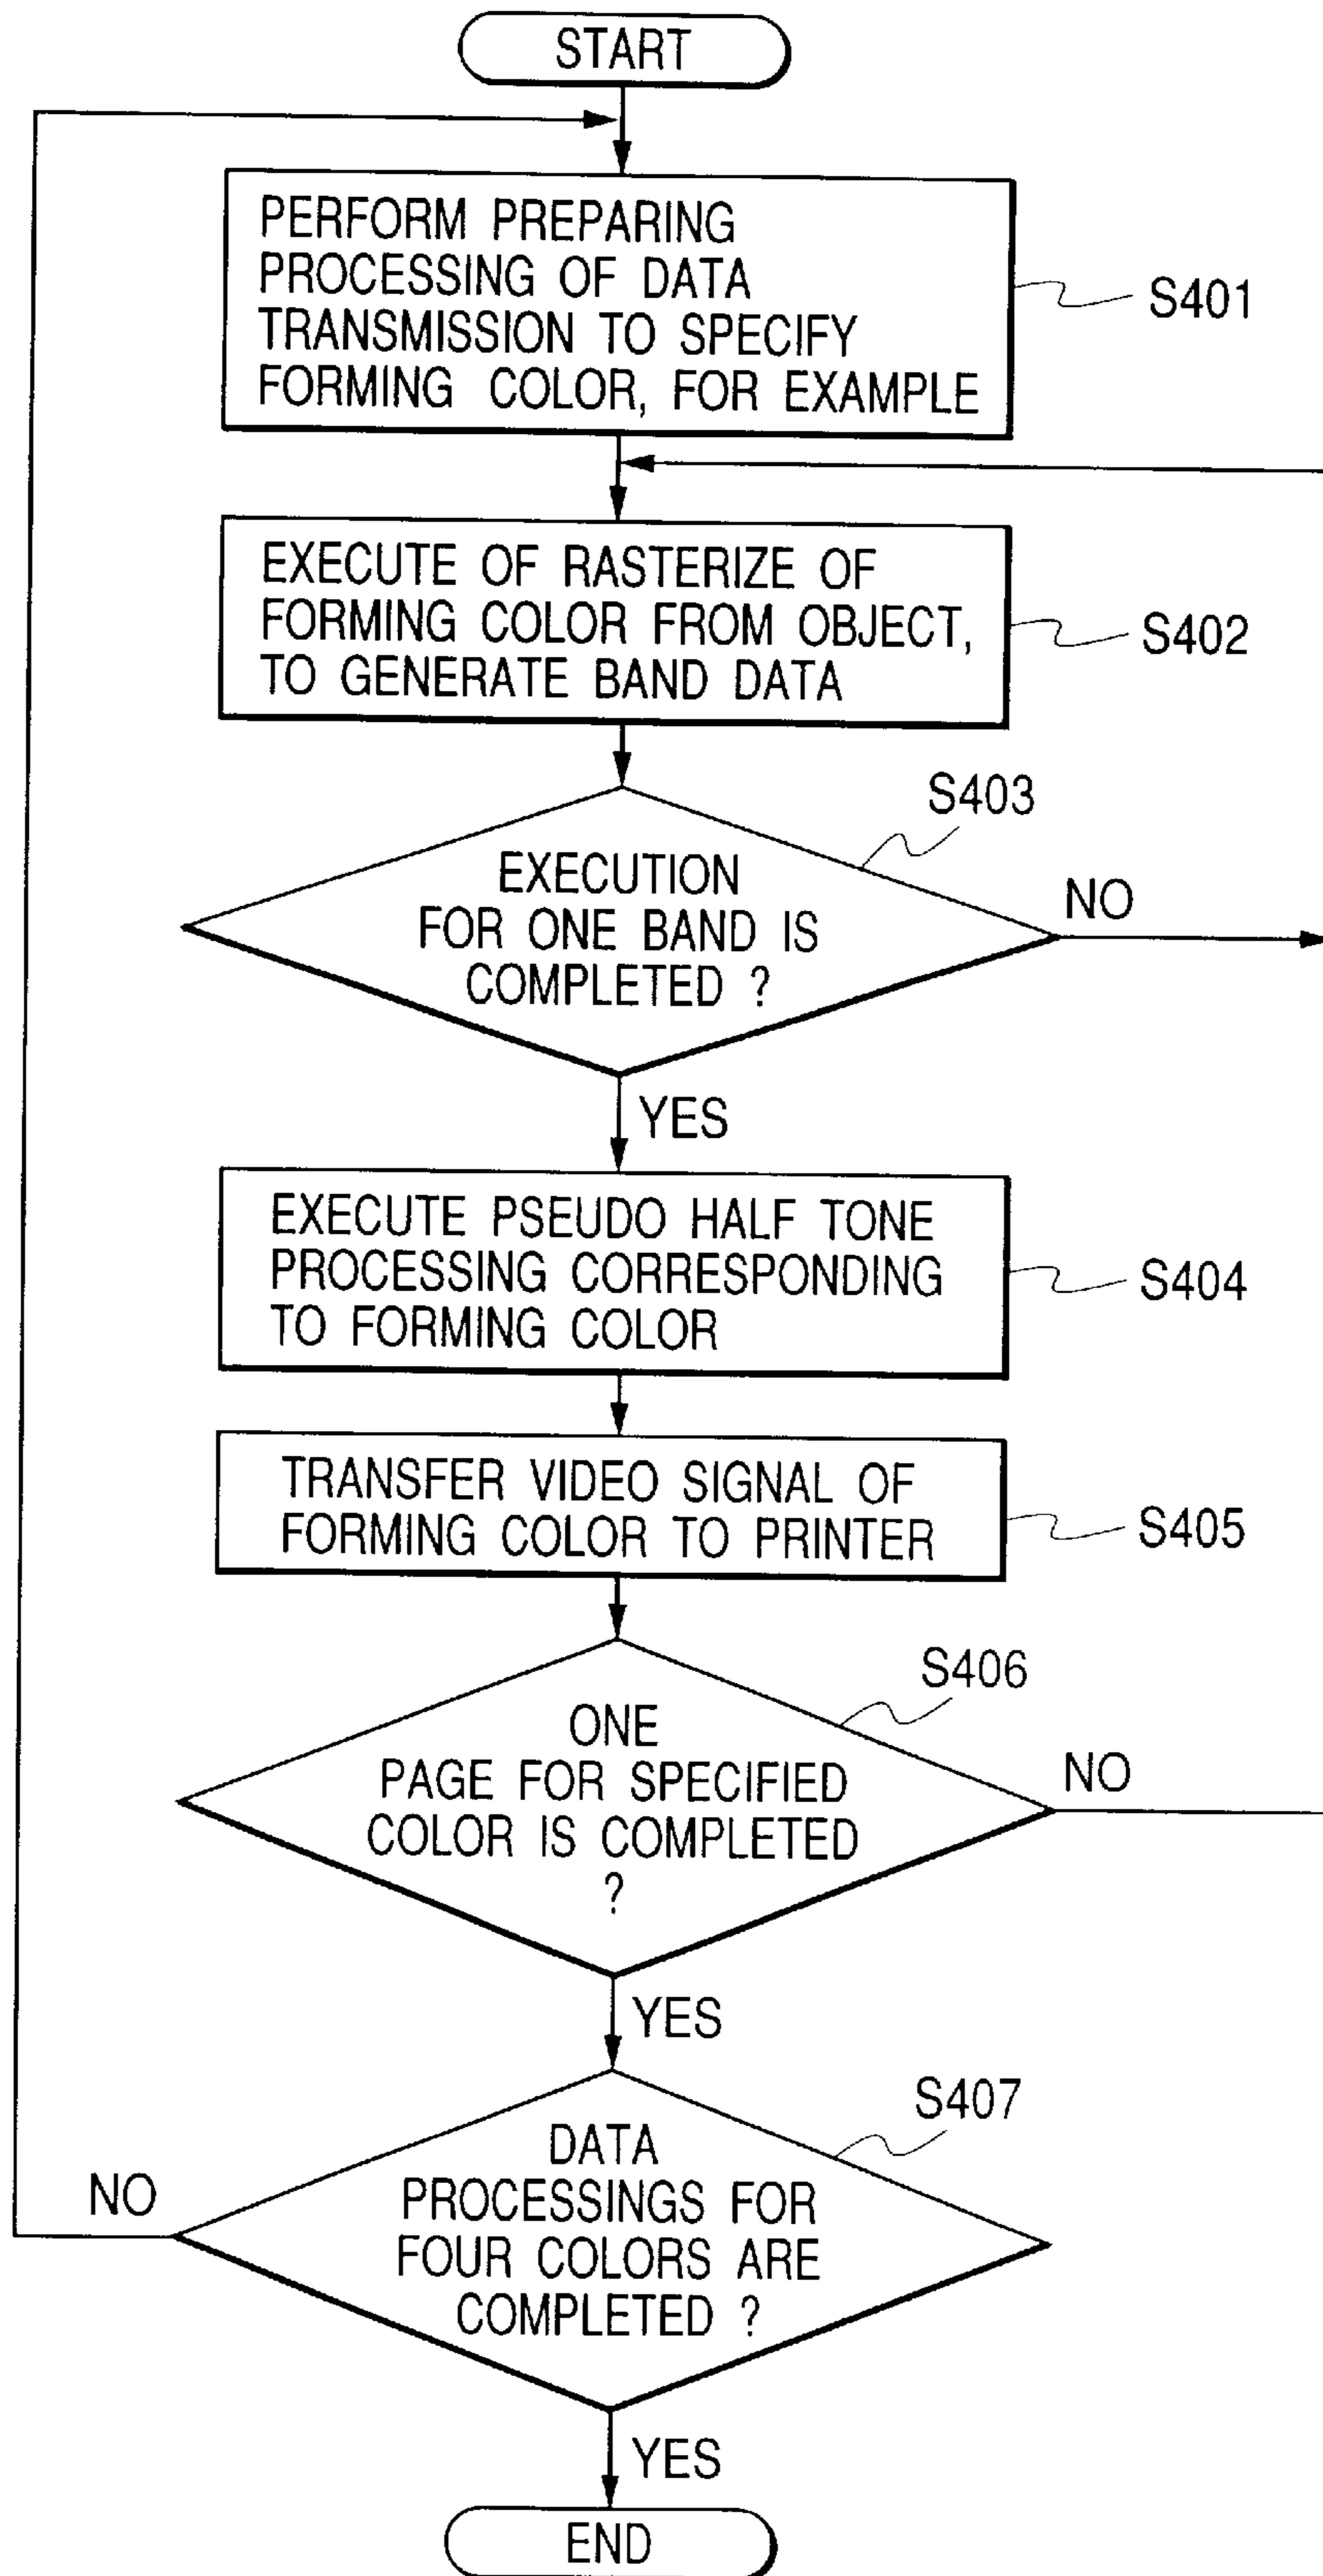 START
PERFORM PREPARING
PROCESSING OF DATA
TRANSMISSION TO SPECIFY
FORMING COLOR, FOR EXAMPLE
S401
EXECUTE OF RASTERIZE OF
FORMING COLOR FROM OBJECT,
TO GENERATE BAND DATA
S402
S403
EXECUTION
FOR ONE BAND IS
COMPLETED ?
NO
YES
EXECUTE PSEUDO HALF TONE
PROCESSING CORRESPONDING
TO FORMING COLOR
S404
TRANSFER VIDEO SIGNAL OF
FORMING COLOR TO PRINTER
S405
S406
ONE
PAGE FOR SPECIFIED
COLOR IS COMPLETED
?
NO
YES
S407
DATA
PROCESSINGS FOR
FOUR COLORS ARE
COMPLETED ?
NO
YES
END